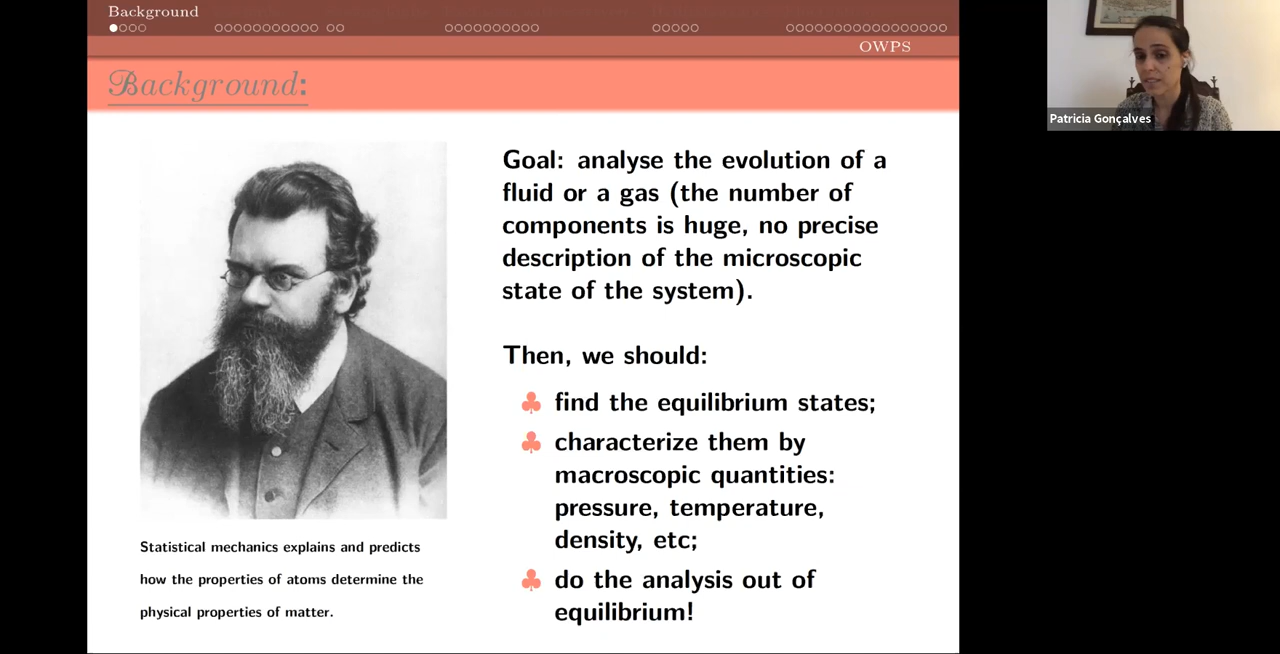 Background
OWPS
Background:
Goal: analyse the evolution of a
fluid or a gas (the number of
components is huge, no precise
description of the microscopic
state of the system).
Then, we should:
♣ find the equilibrium states;
♣ characterize them by
macroscopic quantities:
pressure, temperature,
density, etc;
♣ do the analysis out of
equilibrium!
Statistical mechanics explains and predicts
how the properties of atoms determine the
physical properties of matter.
Patricia Gonçalves